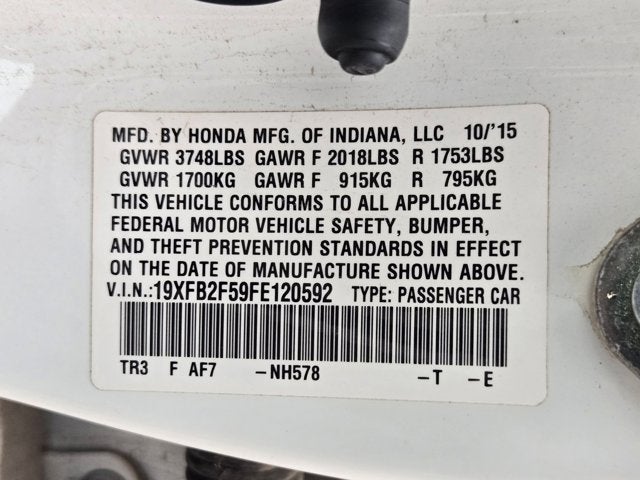 MFD. BY HONDA MFG. OF INDIANA, LLC 10/'15
GVWR 3748LBS GAWR F 2018LBS R 1753LBS
GVWR 1700KG GAWR F 915KG R 795KG
THIS VEHICLE CONFORMS TO ALL APPLICABLE
FEDERAL MOTOR VEHICLE SAFETY, BUMPER,
AND THEFT PREVENTION STANDARDS IN EFFECT
ON THE DATE OF MANUFACTURE SHOWN ABOVE.
V.I.N.:19XFB2F59FE120592 TYPE: PASSENGER CAR
TR3 F AF7 –NH578 –T –E